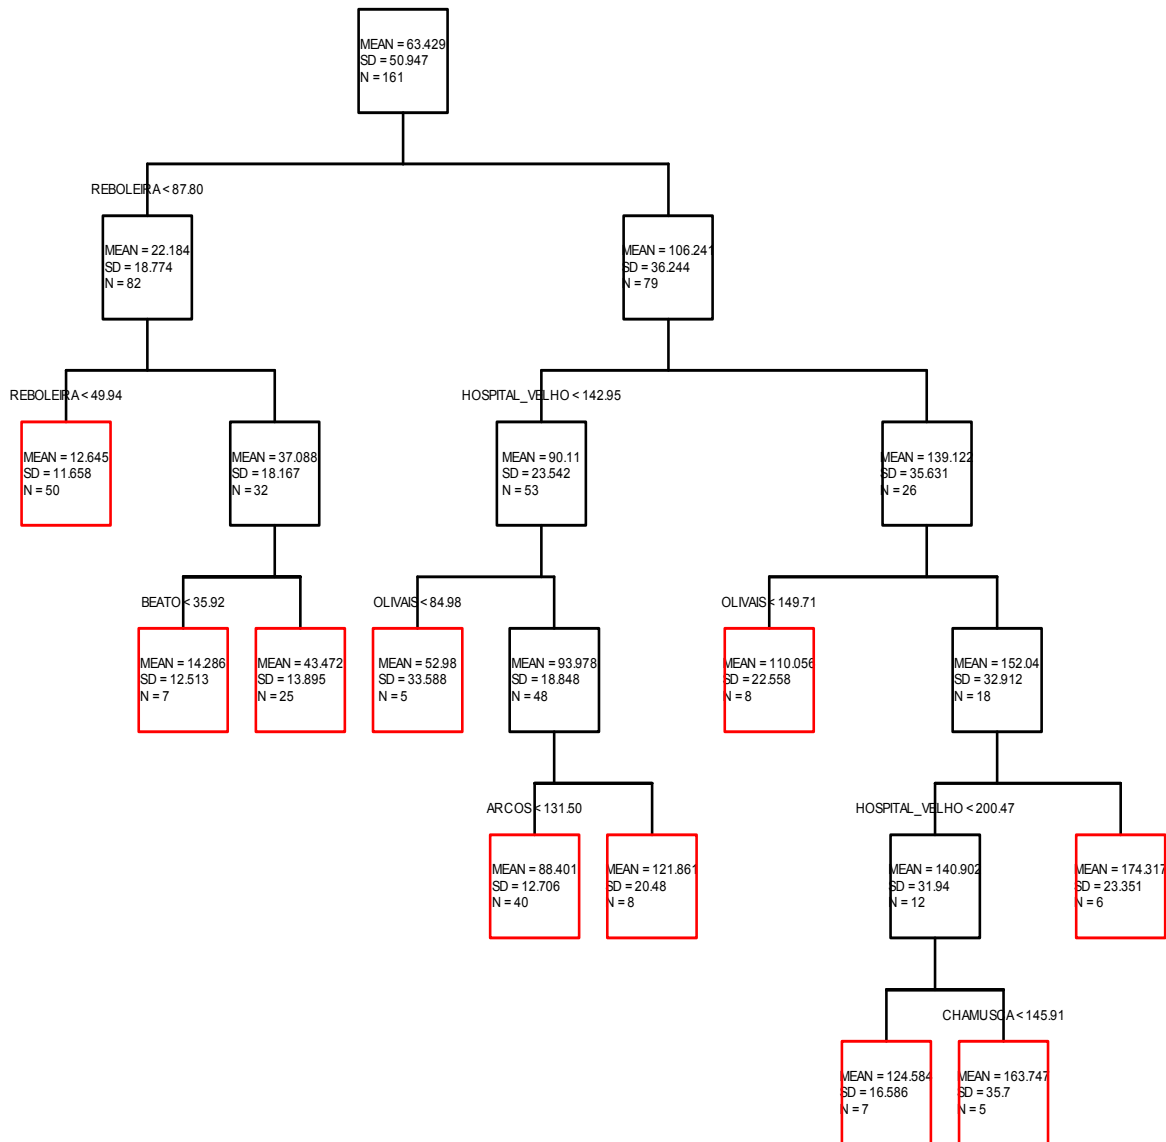 MEAN = 63.429
SD = 50.947
N = 161
REBOLEIRA < 87.80
MEAN = 22.184
SD = 18.774
N = 82
MEAN = 106.241
SD = 36.244
N = 79
REBOLEIRA < 49.94
HOSPITAL_VELHO < 142.95
MEAN = 12.645
SD = 11.658
N = 50
MEAN = 37.088
SD = 18.167
N = 32
MEAN = 90.11
SD = 23.542
N = 53
MEAN = 139.122
SD = 35.631
N = 26
BEATO < 35.92
OLIVAIS < 84.98
OLIVAIS < 149.71
MEAN = 14.286
SD = 12.513
N = 7
MEAN = 43.472
SD = 13.895
N = 25
MEAN = 52.98
SD = 33.588
N = 5
MEAN = 93.978
SD = 18.848
N = 48
MEAN = 110.056
SD = 22.558
N = 8
MEAN = 152.04
SD = 32.912
N = 18
ARCOS < 131.50
HOSPITAL_VELHO < 200.47
MEAN = 88.401
SD = 12.706
N = 40
MEAN = 121.861
SD = 20.48
N = 8
MEAN = 140.902
SD = 31.94
N = 12
MEAN = 174.317
SD = 23.351
N = 6
CHAMUSCA < 145.91
MEAN = 124.584
SD = 16.586
N = 7
MEAN = 163.747
SD = 35.7
N = 5